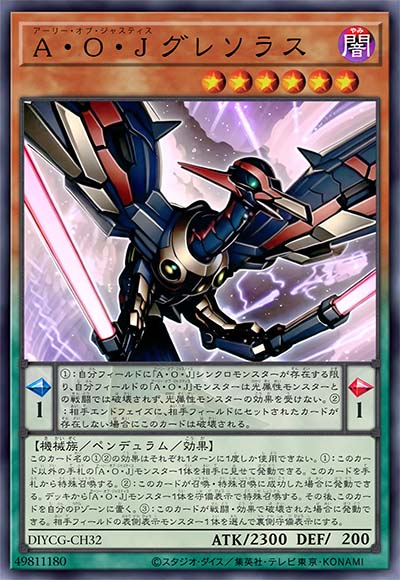 アーリー・オブ・ジャスティス
A・O・J グレソラス
やみ
闇
①：自分フィールドに「A・O・J」シンクロモンスターが存在する限
り、自分フィールドの「A・O・J」モンスターは光属性モンスターと
の戦闘では破壊されず、光属性モンスターの効果を受けない。②
：相手エンドフェイズに、相手フィールドにセットされたカードが
存在しない場合にこのカードは破壊される。
1
1
【機械族／ペンデュラム／効果】
このカード名の①②の効果はそれぞれ1ターンに1度しか使用できない。①：この
カード以外の手札の「A・O・J」モンスター1体を相手に見せて発動できる。このカードを手
札から特殊召喚する。②：このカードが召喚・特殊召喚に成功した場合に発動でき
る。デッキから「A・O・J」モンスター1体を守備表示で特殊召喚する。その後、このカー
ドを自分のPゾーンに置く。③：このカードが戦闘・効果で破壊された場合に発動で
きる。相手フィールドの表側表示モンスター1体を選んで裏側守備表示にする。
DIYCG-CH32
ATK/2300 DEF/ 200
49811180
©スタジオ・ダイス／集英社・テレビ東京・KONAMI